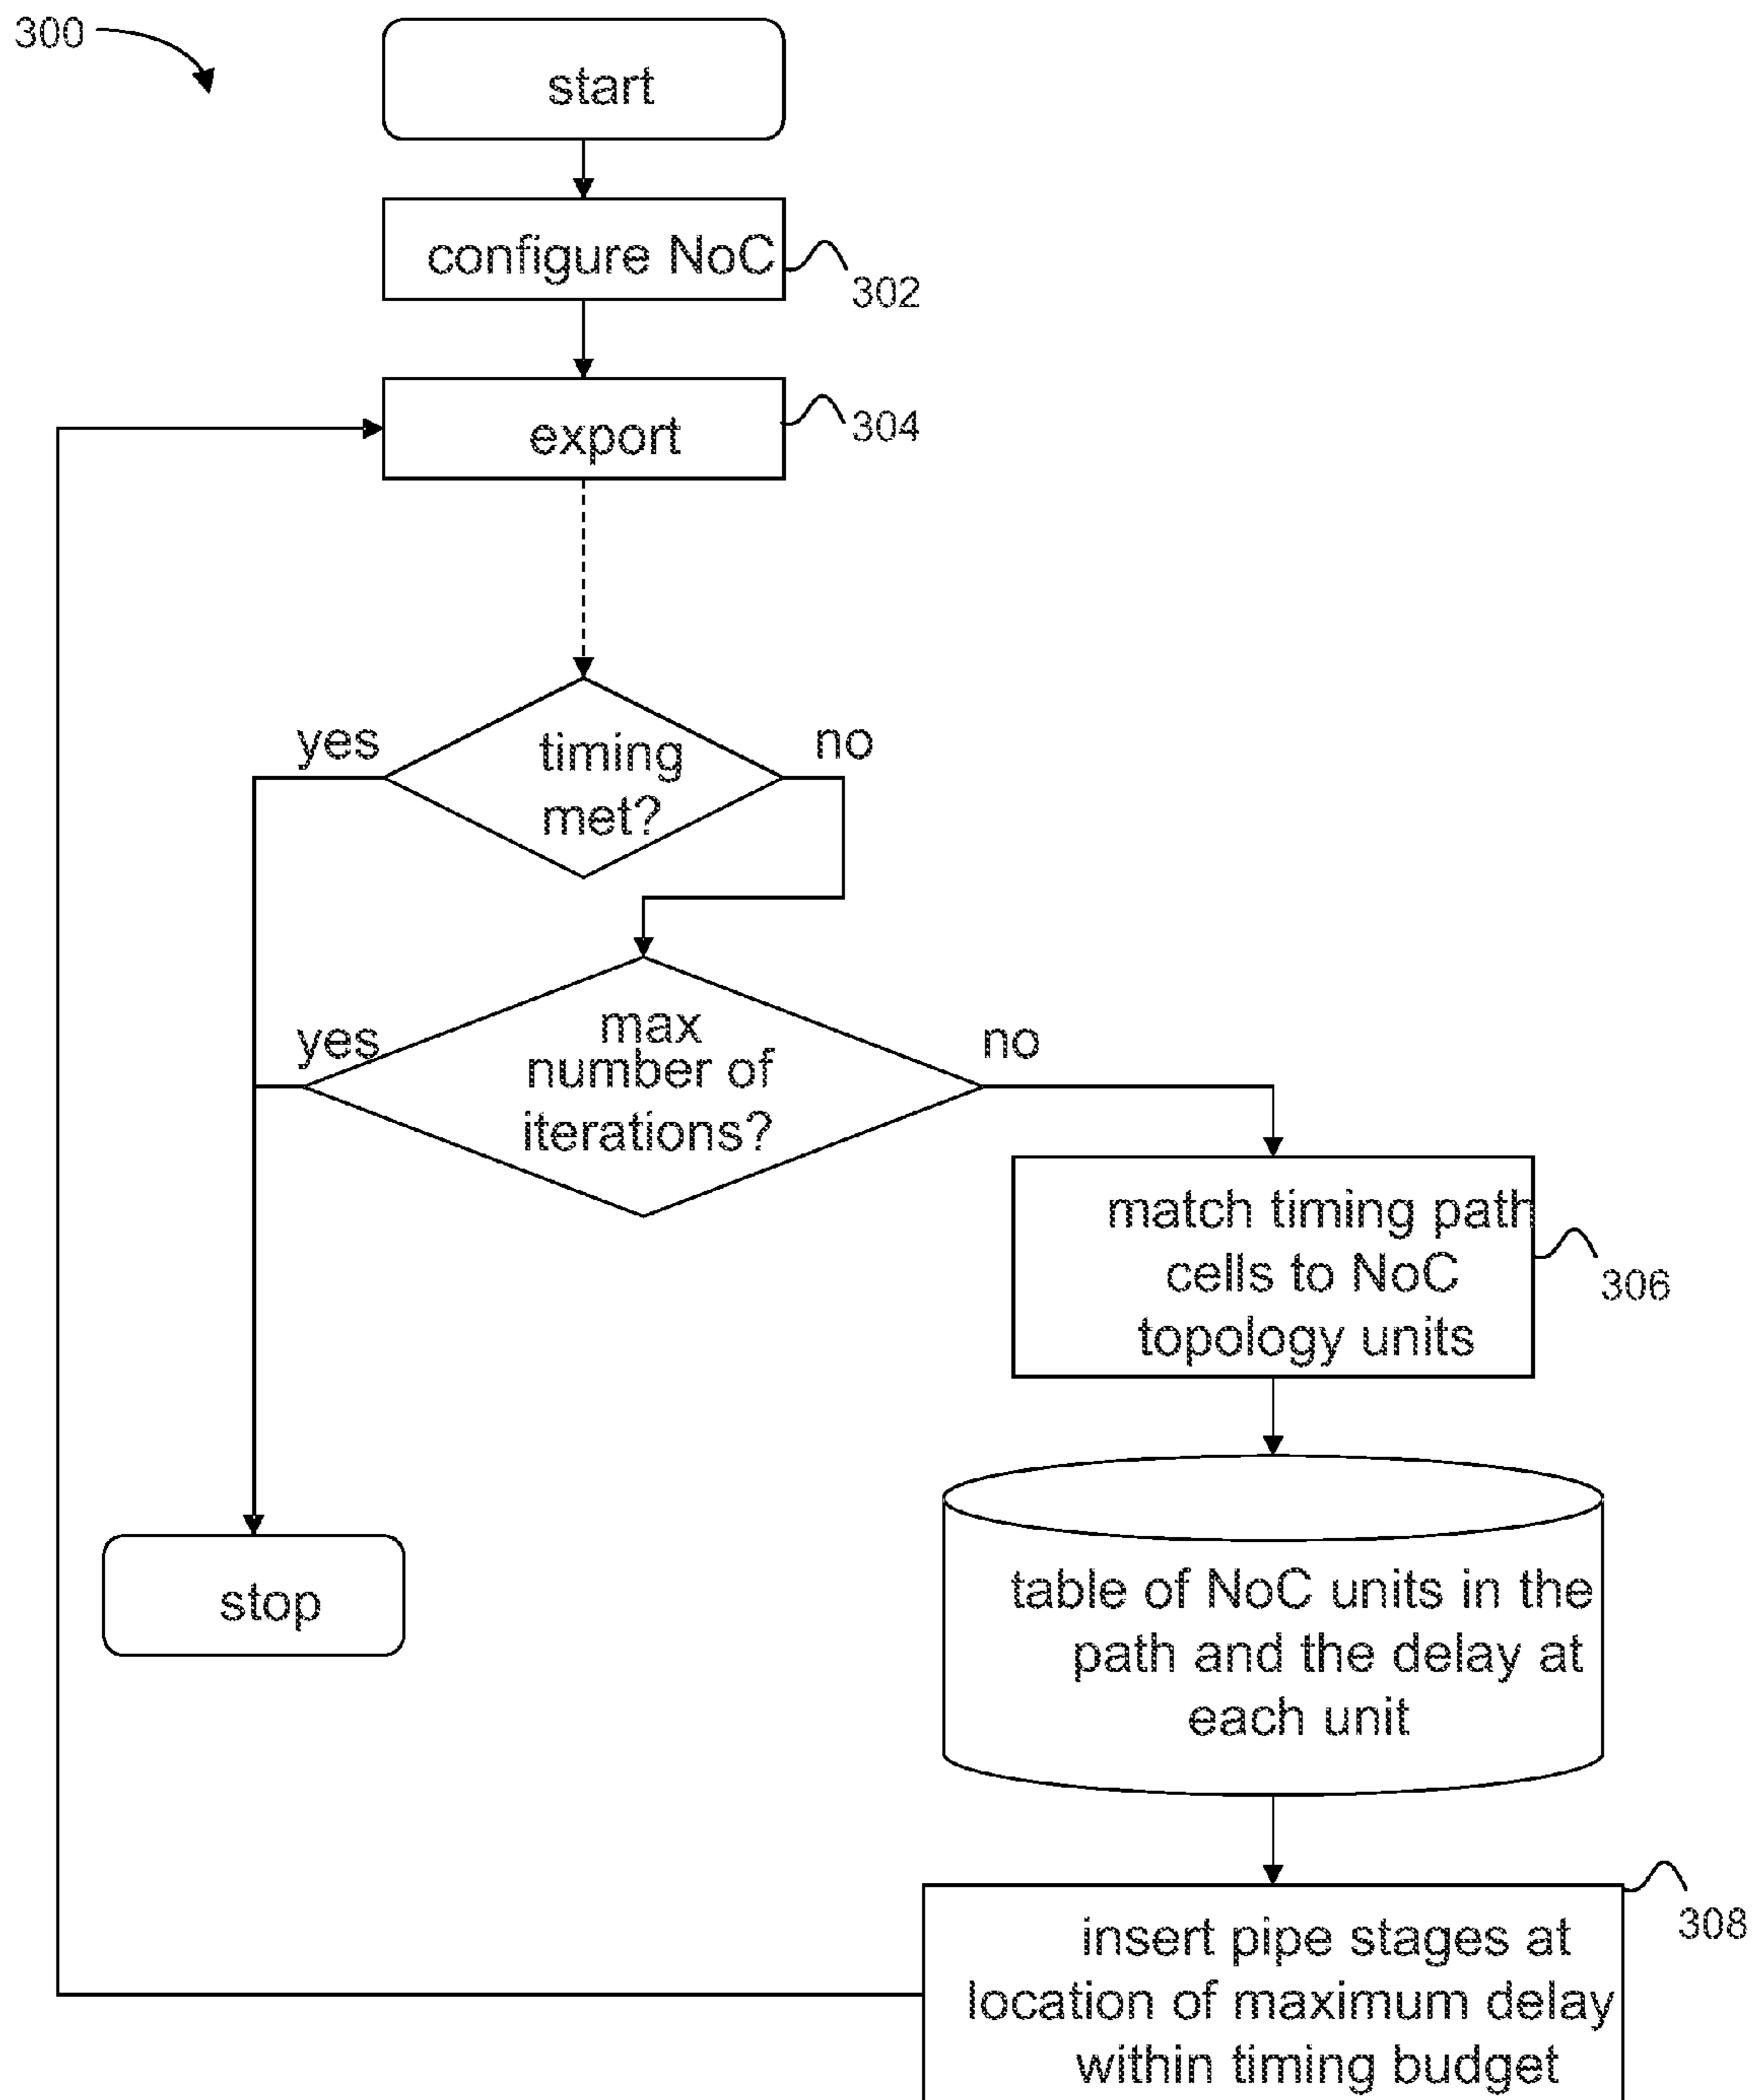 300
start
configure NoC
302
export
304
yes
no
timing
met?
yes
no
max
number of
iterations?
match timing path
cells to NoC
topology units
306
table of NoC units in the
path and the delay at
each unit
stop
308
insert pipe stages at
location of maximum delay
within timing budget